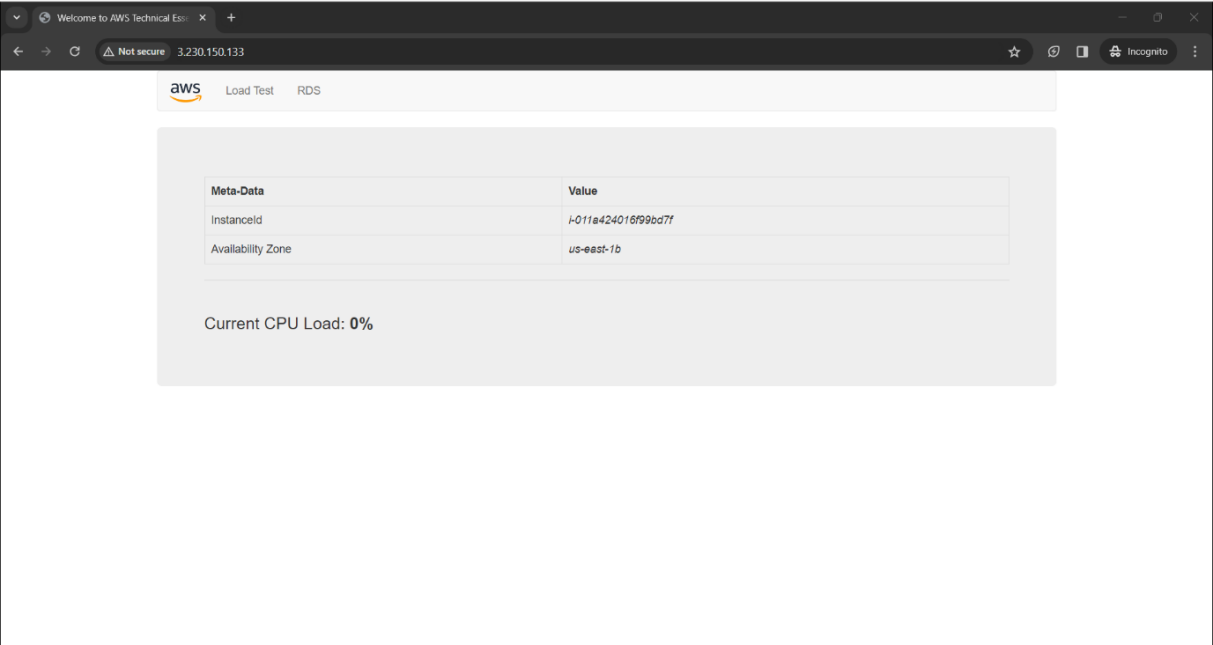 Welcome to AWS Technical Ess
Not secure 3.230.150.133 Incognito
aws Load Test RDS
Meta-Data Value
InstanceId i-011a424016f99bd7f
Availability Zone us-east-1b
Current CPU Load: 0%